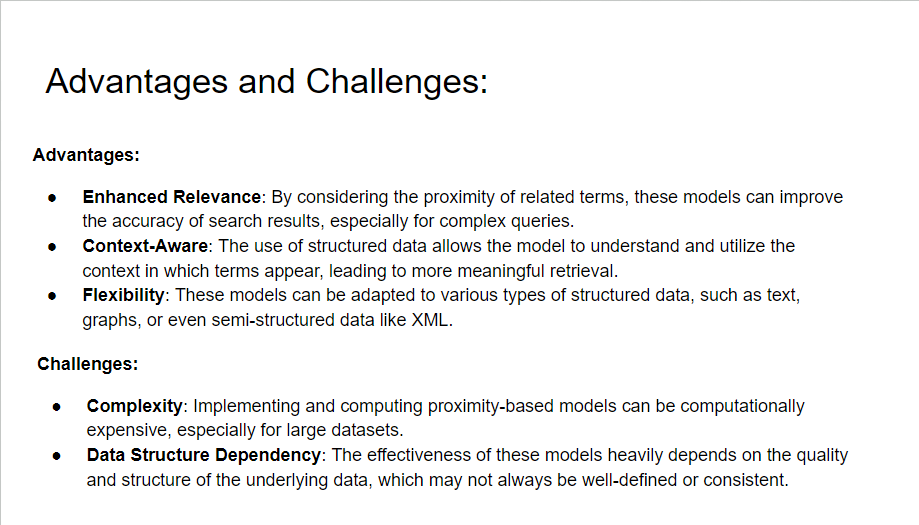 Advantages and Challenges:
Advantages:
● Enhanced Relevance: By considering the proximity of related terms, these models can improve
the accuracy of search results, especially for complex queries.
● Context-Aware: The use of structured data allows the model to understand and utilize the
context in which terms appear, leading to more meaningful retrieval.
● Flexibility: These models can be adapted to various types of structured data, such as text,
graphs, or even semi-structured data like XML.
Challenges:
● Complexity: Implementing and computing proximity-based models can be computationally
expensive, especially for large datasets.
● Data Structure Dependency: The effectiveness of these models heavily depends on the quality
and structure of the underlying data, which may not always be well-defined or consistent.